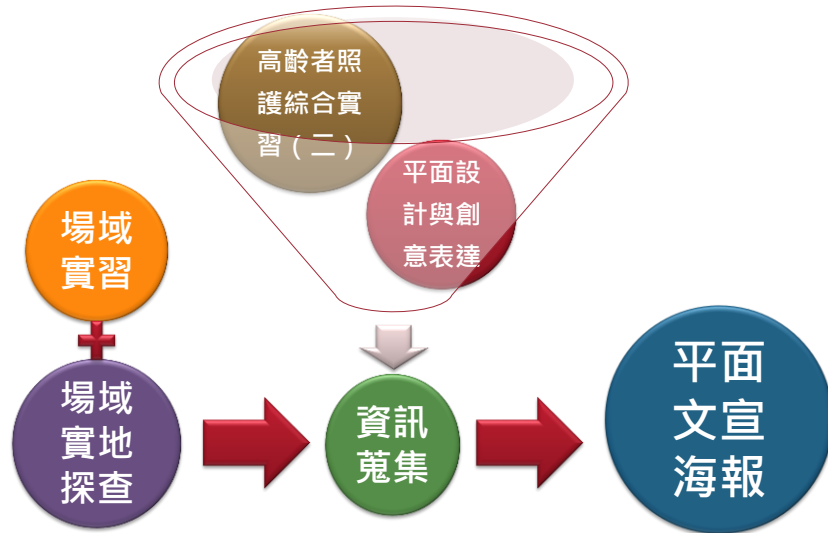 高齡者照
護綜合實
習（二）
平面設
計與創
意表達
場域
實習
場域
實地
探查
資訊
蒐集
平面
文宣
海報